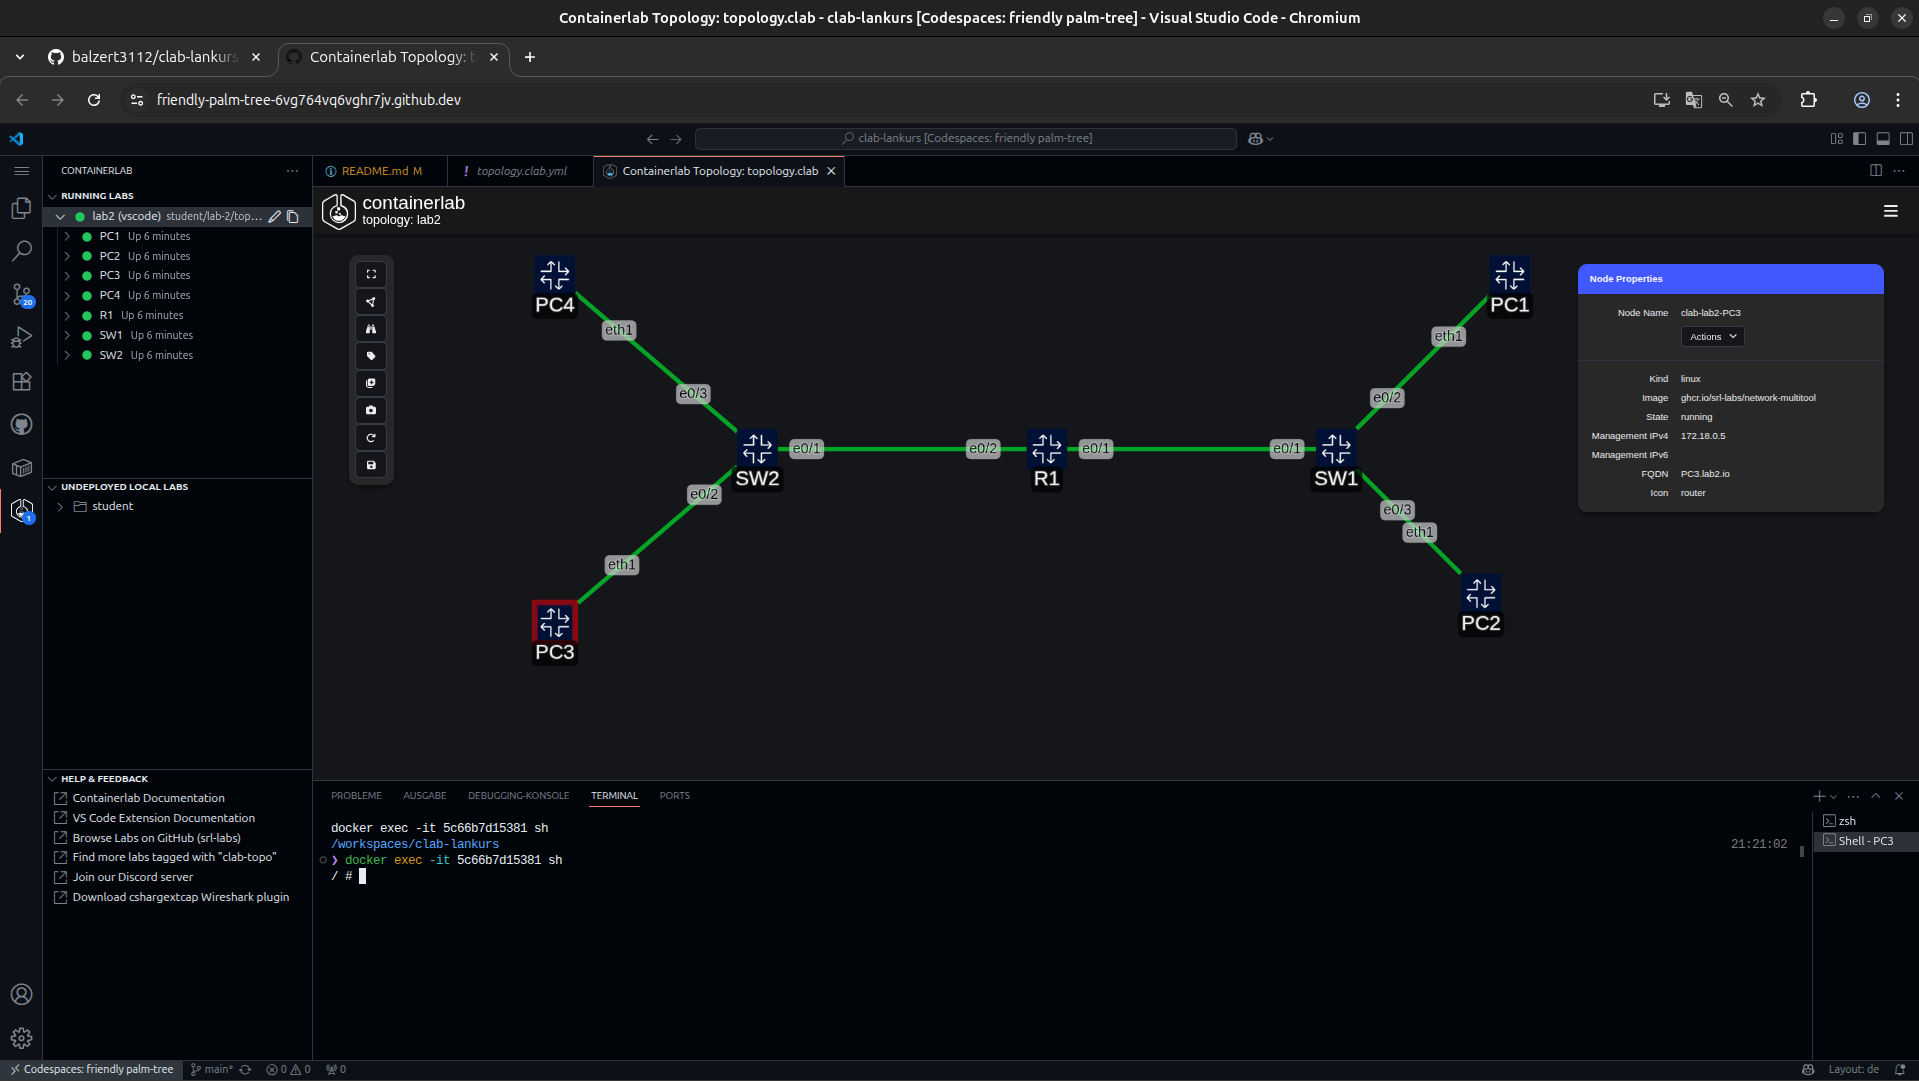 Containerlab Topology: topology.clab - clab-lankurs [Codespaces: friendly palm-tree] - Visual Studio Code - Chromium
balzert3112/clab-lankurs
Containerlab Topology: t
friendly-palm-tree-6vg764vq6vghr7jv.github.dev
clab-lankurs [Codespaces: friendly palm-tree]
CONTAINERLAB
README.md M
topology.clab.yml
Containerlab Topology: topology.clab
RUNNING LABS
lab2 (vscode) student/lab-2/top...
PC1 Up 6 minutes
PC2 Up 6 minutes
PC3 Up 6 minutes
PC4 Up 6 minutes
R1 Up 6 minutes
SW1 Up 6 minutes
SW2 Up 6 minutes
20
1
UNDEPLOYED LOCAL LABS
student
HELP & FEEDBACK
Containerlab Documentation
VS Code Extension Documentation
Browse Labs on GitHub (srl-labs)
Find more labs tagged with "clab-topo"
Join our Discord server
Download cshargextcap Wireshark plugin
containerlab
topology: lab2
PC4
PC1
eth1
eth1
e0/3
e0/2
SW2
e0/1
e0/2
R1
e0/1
e0/1
SW1
e0/2
e0/3
eth1
eth1
PC3
PC2
Node Properties
Node Name clab-lab2-PC3
Actions
Kind linux
Image ghcr.io/srl-labs/network-multitool
State running
Management IPv4 172.18.0.5
Management IPv6
FQDN PC3.lab2.io
Icon router
PROBLEME AUSGABE DEBUGGING-KONSOLE TERMINAL PORTS
docker exec -it 5c66b7d15381 sh
/workspaces/clab-lankurs 21:21:02
❯ docker exec -it 5c66b7d15381 sh
/ #
zsh
Shell - PC3
Codespaces: friendly palm-tree main* 0 0 0 Layout: de